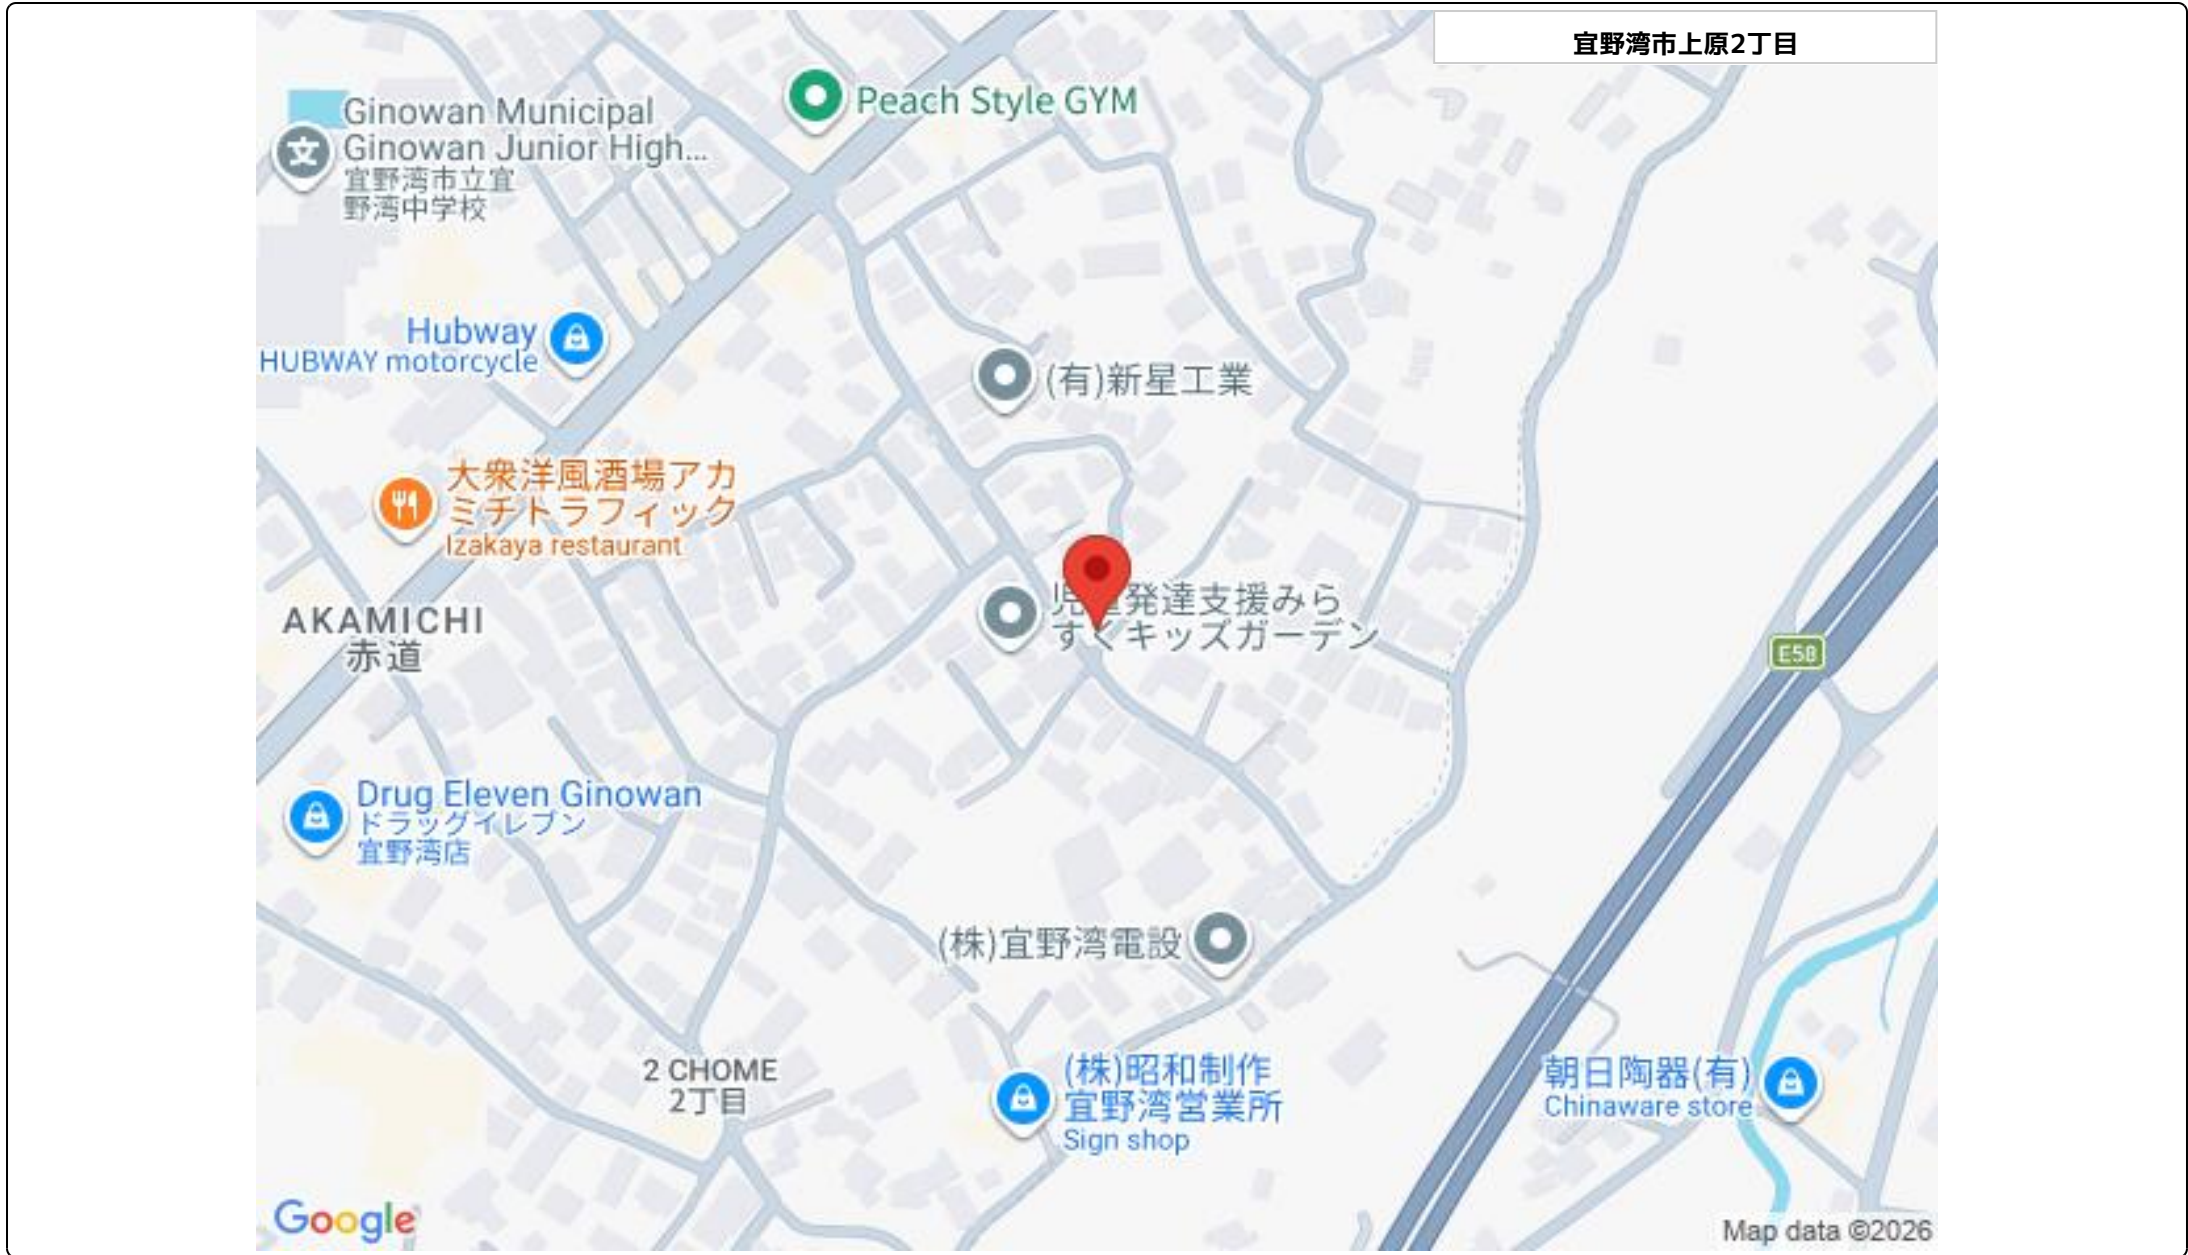 宜野湾市上原2丁目
Peach Style GYM
Ginowan Municipal
Ginowan Junior High...
宜野湾市立宜
野湾中学校
Hubway
HUBWAY motorcycle
(有)新星工業
大衆洋風酒場アカ
ミチトラフィック
Izakaya restaurant
児童発達支援みら
すくキッズガーデン
AKAMICHI
赤道
E58
Drug Eleven Ginowan
ドラッグイレブン
宜野湾店
(株)宜野湾電設
2 CHOME
2丁目
(株)昭和制作
宜野湾営業所
Sign shop
朝日陶器(有)
Chinaware store
Google
Map data ©2026